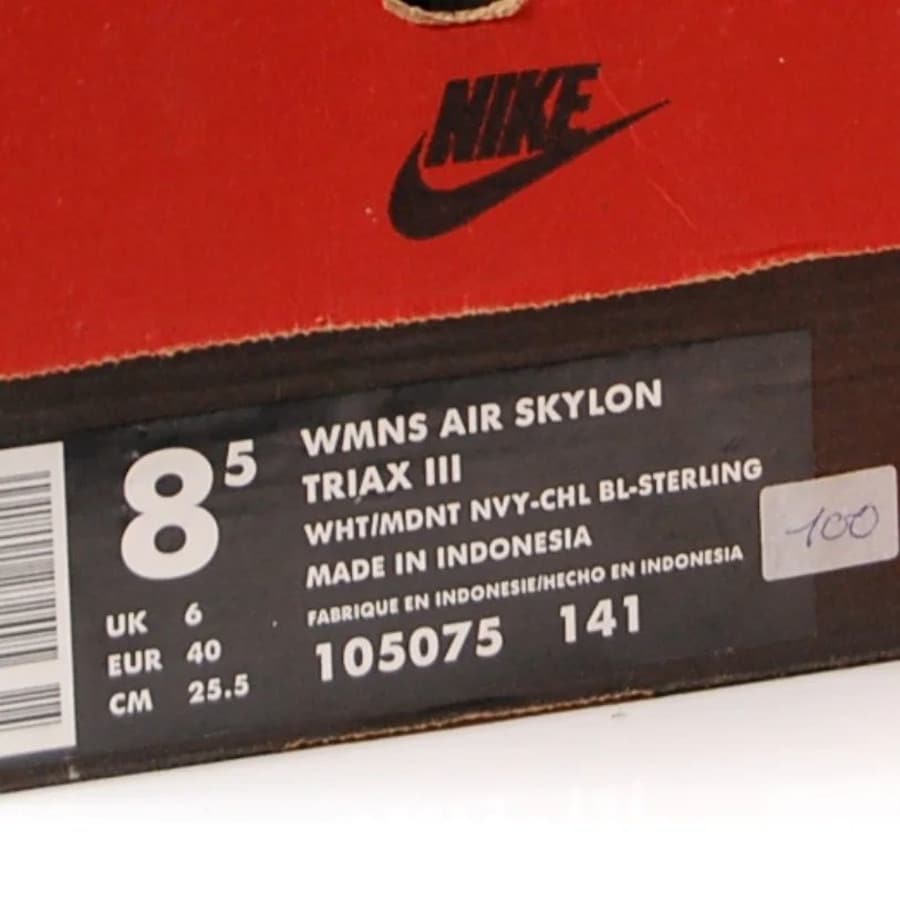 NIKE
8 5
UK 6
EUR 40
CM 25.5
WMNS AIR SKYLON
TRIAX III
WHT/MDNT NVY-CHL BL-STERLING
MADE IN INDONESIA
FABRIQUE EN INDONESIE/HECHO EN INDONESIA
105075 141
100